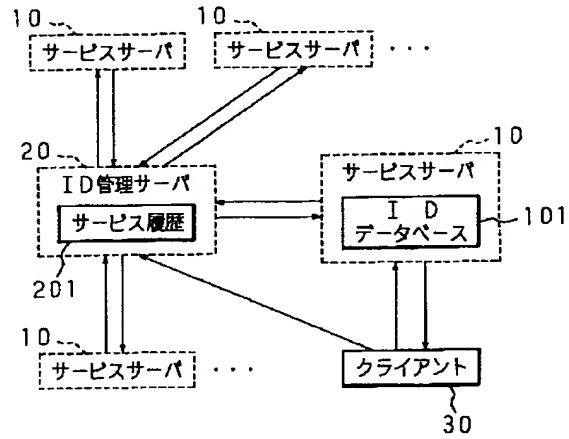 10
10
サービスサーバ
サービスサーバ
・・・
20
10
ID管理サーバ
サービスサーバ
サービス履歴
ID
データベース
101
201
10
サービスサーバ
・・・
クライアント
30